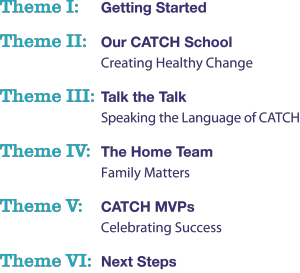 Theme I: Getting Started
Theme II: Our CATCH School
Creating Healthy Change
Theme III: Talk the Talk
Speaking the Language of CATCH
Theme IV: The Home Team
Family Matters
Theme V: CATCH MVPs
Celebrating Success
Theme VI: Next Steps